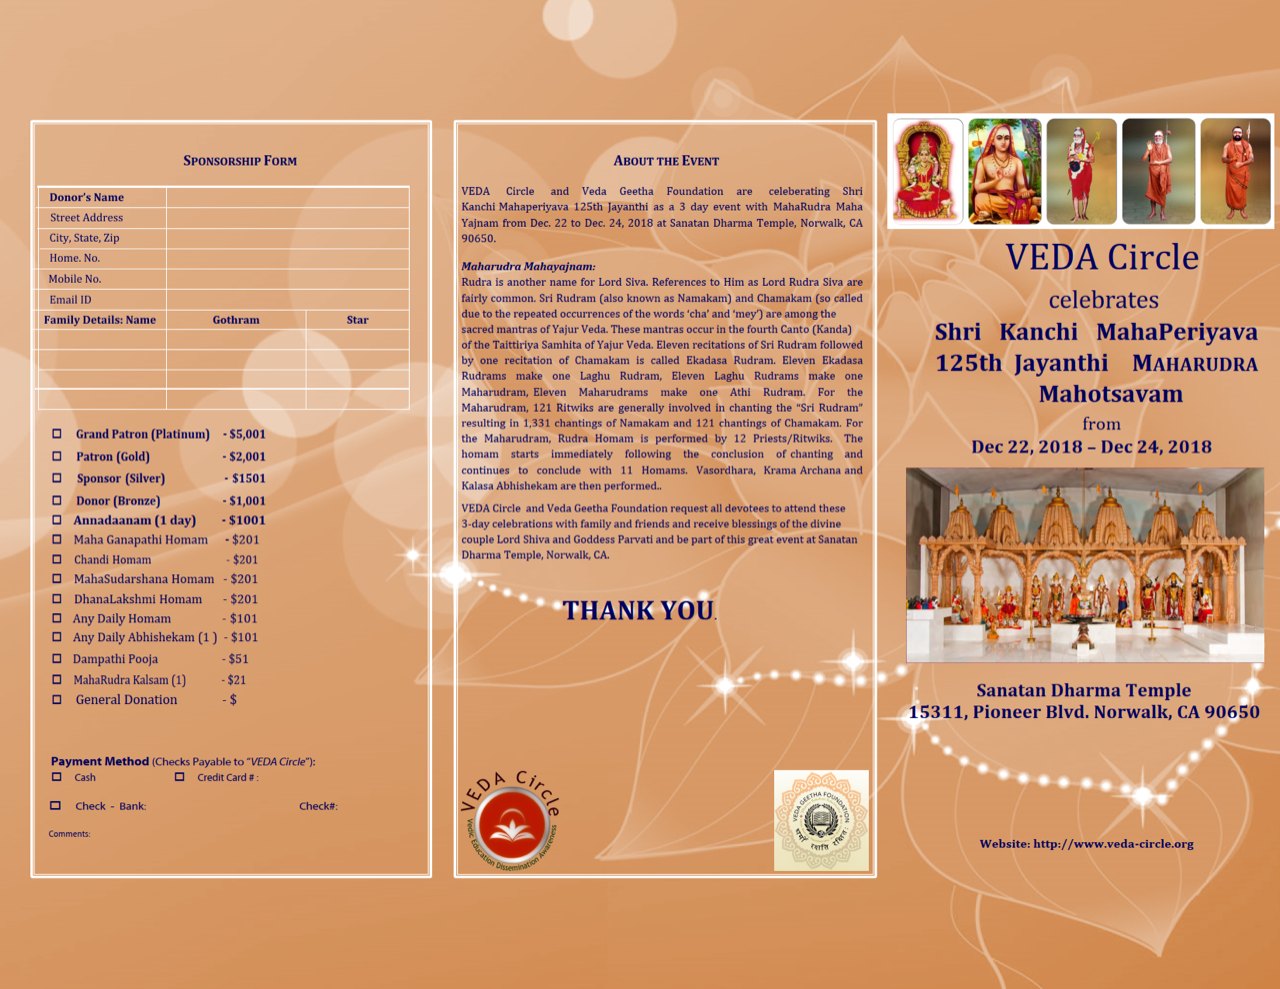 SPONSORSHIP FORM
Donor's Name
Street Address
City, State, Zip
Home. No.
Mobile No.
Email ID
Family Details: Name Gothram Star
Grand Patron (Platinum) - $5,001
Patron (Gold) - $2,001
Sponsor (Silver) - $1501
Donor (Bronze) - $1,001
Annadaanam (1 day) - $1001
Maha Ganapathi Homam - $201
Chandi Homam - $201
MahaSudarshana Homam - $201
DhanaLakshmi Homam - $201
Any Daily Homam - $101
Any Daily Abhishekam (1 ) - $101
Dampathi Pooja - $51
MahaRudra Kalsam (1) - $21
General Donation - $
Payment Method (Checks Payable to “VEDA Circle”):
Cash Credit Card # :
Check - Bank: Check#:
Comments:
ABOUT THE EVENT
VEDA Circle and Veda Geetha Foundation are celeberating Shri
Kanchi Mahaperiyava 125th Jayanthi as a 3 day event with MahaRudra Maha
Yajnam from Dec. 22 to Dec. 24, 2018 at Sanatan Dharma Temple, Norwalk, CA
90650.
Maharudra Mahayajnam:
Rudra is another name for Lord Siva. References to Him as Lord Rudra Siva are
fairly common. Sri Rudram (also known as Namakam) and Chamakam (so called
due to the repeated occurrences of the words ‘cha’ and ‘mey’) are among the
sacred mantras of Yajur Veda. These mantras occur in the fourth Canto (Kanda)
of the Taittiriya Samhita of Yajur Veda. Eleven recitations of Sri Rudram followed
by one recitation of Chamakam is called Ekadasa Rudram. Eleven Ekadasa
Rudrams make one Laghu Rudram, Eleven Laghu Rudrams make one
Maharudram, Eleven Maharudrams make one Athi Rudram. For the
Maharudram, 121 Ritwiks are generally involved in chanting the “Sri Rudram”
resulting in 1,331 chantings of Namakam and 121 chantings of Chamakam. For
the Maharudram, Rudra Homam is performed by 12 Priests/Ritwiks. The
homam starts immediately following the conclusion of chanting and
continues to conclude with 11 Homams. Vasordhara, Krama Archana and
Kalasa Abhishekam are then performed..
VEDA Circle and Veda Geetha Foundation request all devotees to attend these
3-day celebrations with family and friends and receive blessings of the divine
couple Lord Shiva and Goddess Parvati and be part of this great event at Sanatan
Dharma Temple, Norwalk, CA.
THANK YOU.
VEDA Circle
Vedic Education Dissemination Awareness
VEDA GEETHA FOUNDATION
VEDA Circle
celebrates
Shri Kanchi MahaPeriyava
125th Jayanthi MAHARUDRA
Mahotsavam
from
Dec 22, 2018 – Dec 24, 2018
Sanatan Dharma Temple
15311, Pioneer Blvd. Norwalk, CA 90650
Website: http://www.veda-circle.org